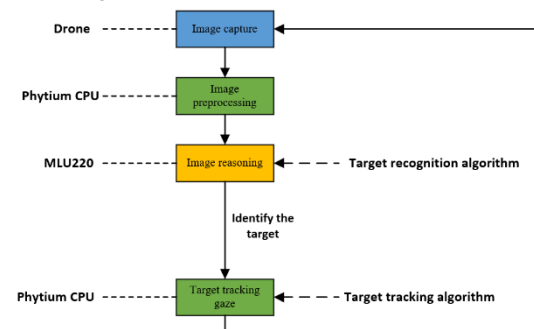 Drone
Image capture
Phytium CPU
Image
preprocessing
MLU220
Image reasoning
Target recognition algorithm
Identify the
target
Phytium CPU
Target tracking
gaze
Target tracking algorithm